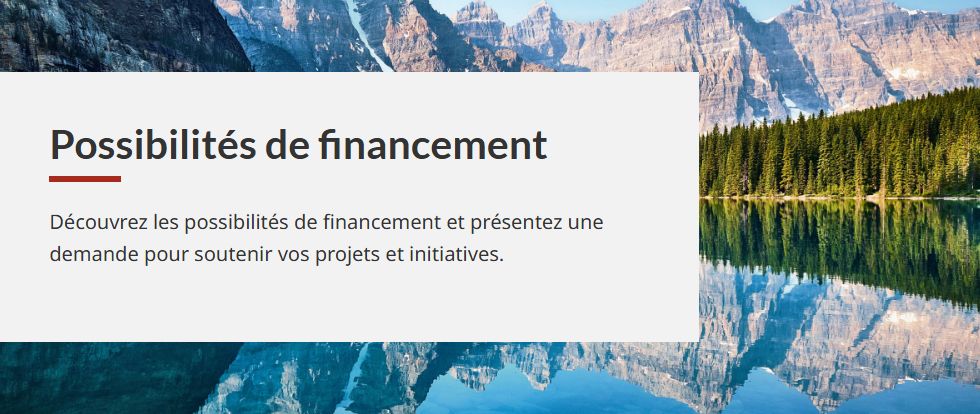 Possibilités de financement
Découvrez les possibilités de financement et présentez une
demande pour soutenir vos projets et initiatives.